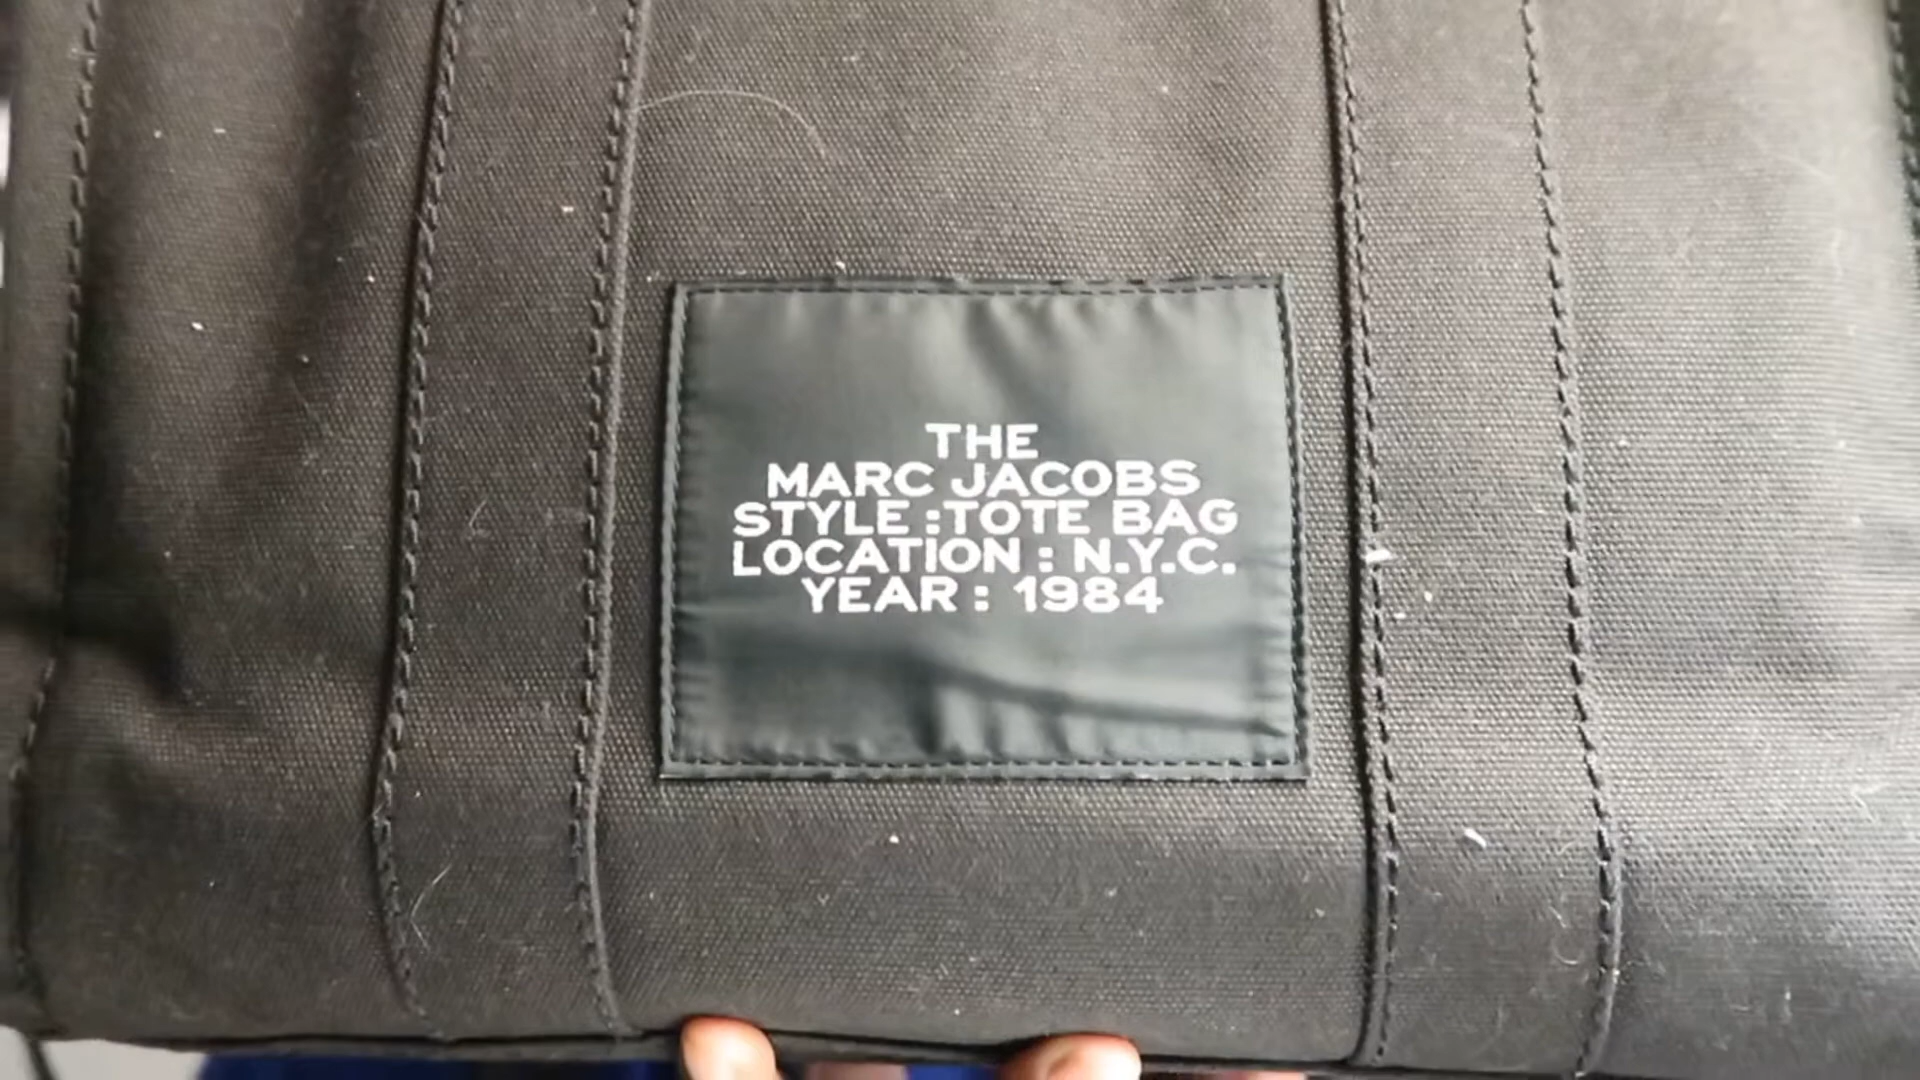 THE
MARC JACOBS
STYLE :TOTE BAG
LOCATION : N.Y.C.
YEAR : 1984